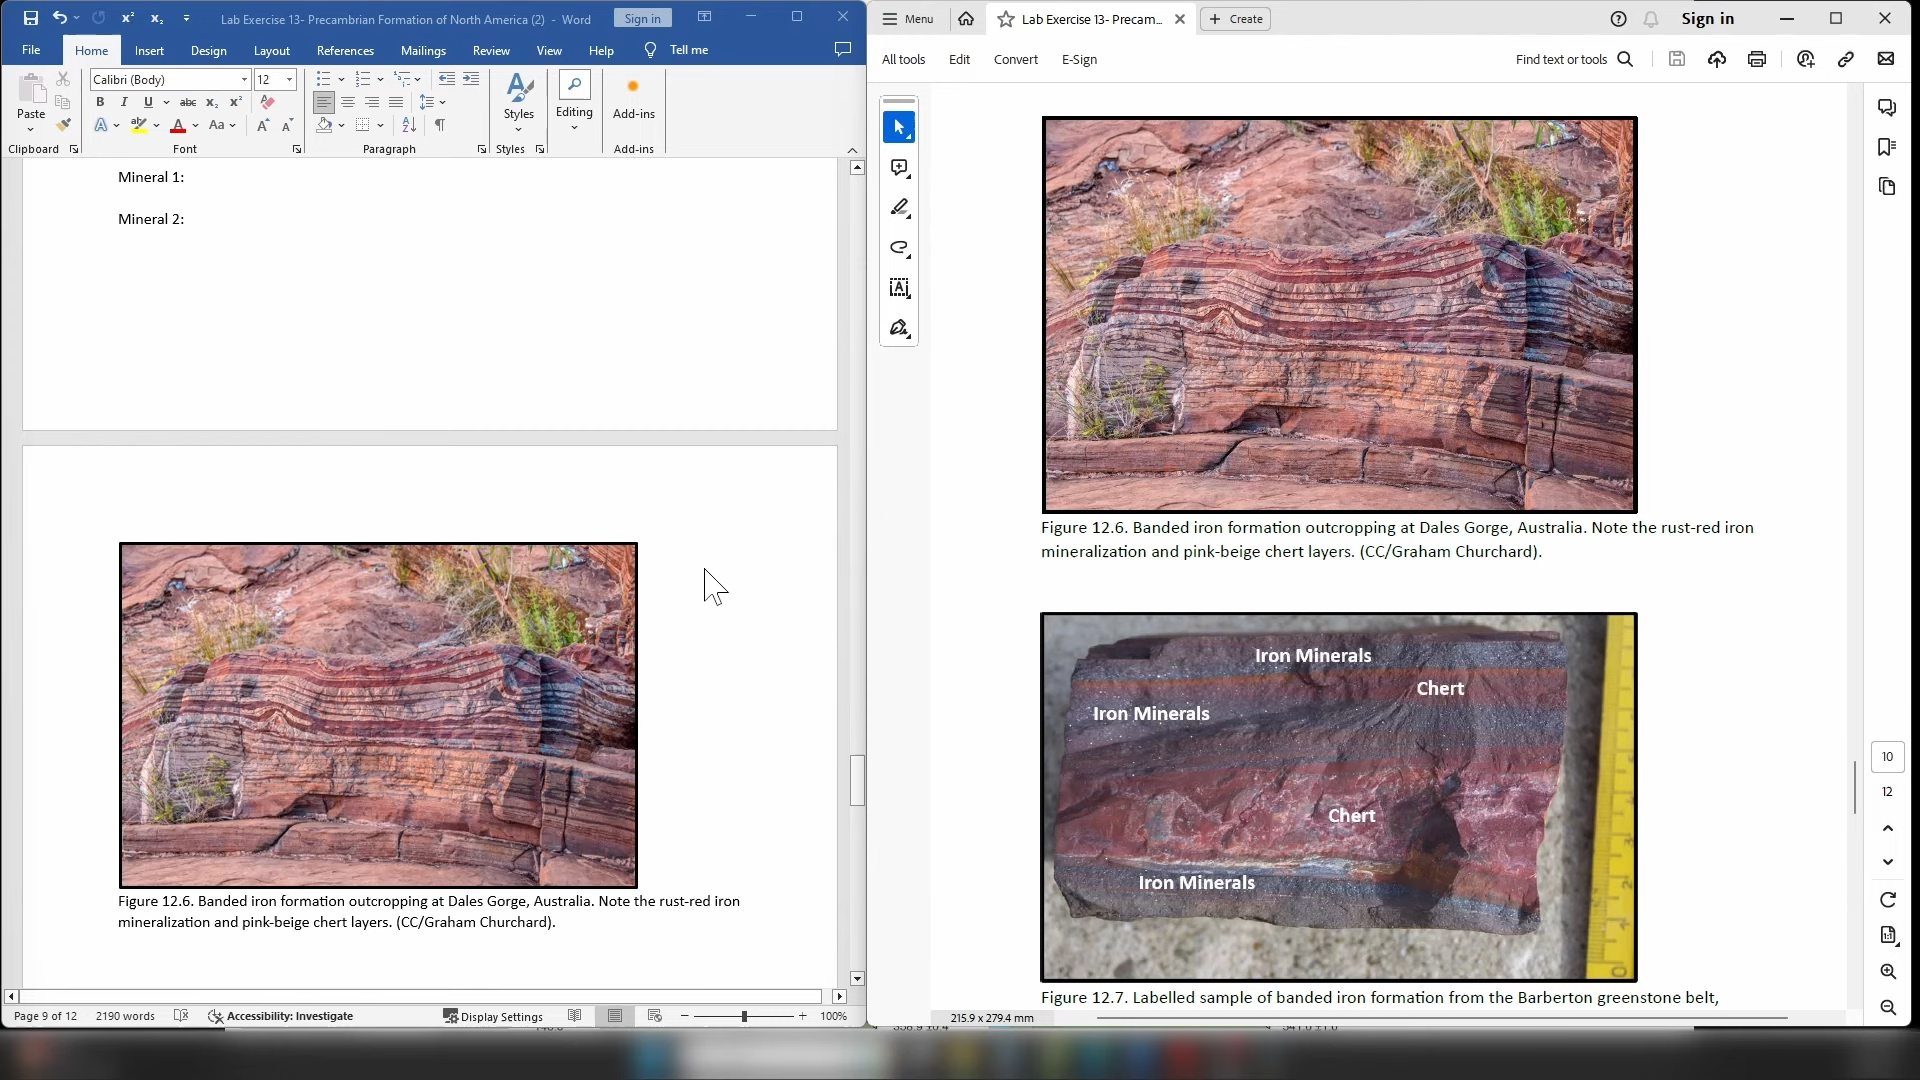 Lab Exercise 13- Precambrian Formation of North America (2) - Word
Sign in
File
Home
Insert
Design
Layout
References
Mailings
Review
View
Help
Tell me
Paste
Calibri (Body)
12
Styles
Editing
Add-ins
Clipboard
Font
Paragraph
Styles
Add-ins
Mineral 1:
Mineral 2:
Figure 12.6. Banded iron formation outcropping at Dales Gorge, Australia. Note the rust-red iron
mineralization and pink-beige chert layers. (CC/Graham Churchard).
Page 9 of 12
2190 words
Accessibility: Investigate
Display Settings
100%
Menu
Lab Exercise 13- Precam...
Create
Sign in
All tools
Edit
Convert
E-Sign
Find text or tools
Figure 12.6. Banded iron formation outcropping at Dales Gorge, Australia. Note the rust-red iron
mineralization and pink-beige chert layers. (CC/Graham Churchard).
Iron Minerals
Chert
Iron Minerals
Chert
Iron Minerals
Figure 12.7. Labelled sample of banded iron formation from the Barberton greenstone belt,
215.9 x 279.4 mm
10
12